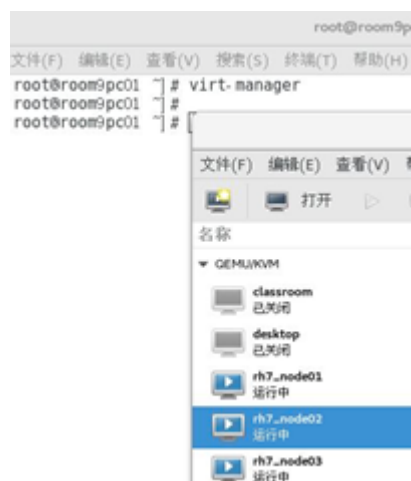 root@room9p
文件(F) 编辑(E) 查看(V) 搜索(S) 终端(T) 帮助(H)
root@room9pc01 ~]# virt-manager
root@room9pc01 ~]#
root@room9pc01 ~]#
文件(F) 编辑(E) 查看(V)
打开
名称
QEMU/KVM
classroom
已关闭
desktop
已关闭
rh7_node01
运行中
rh7_node02
运行中
rh7_node03
运行中